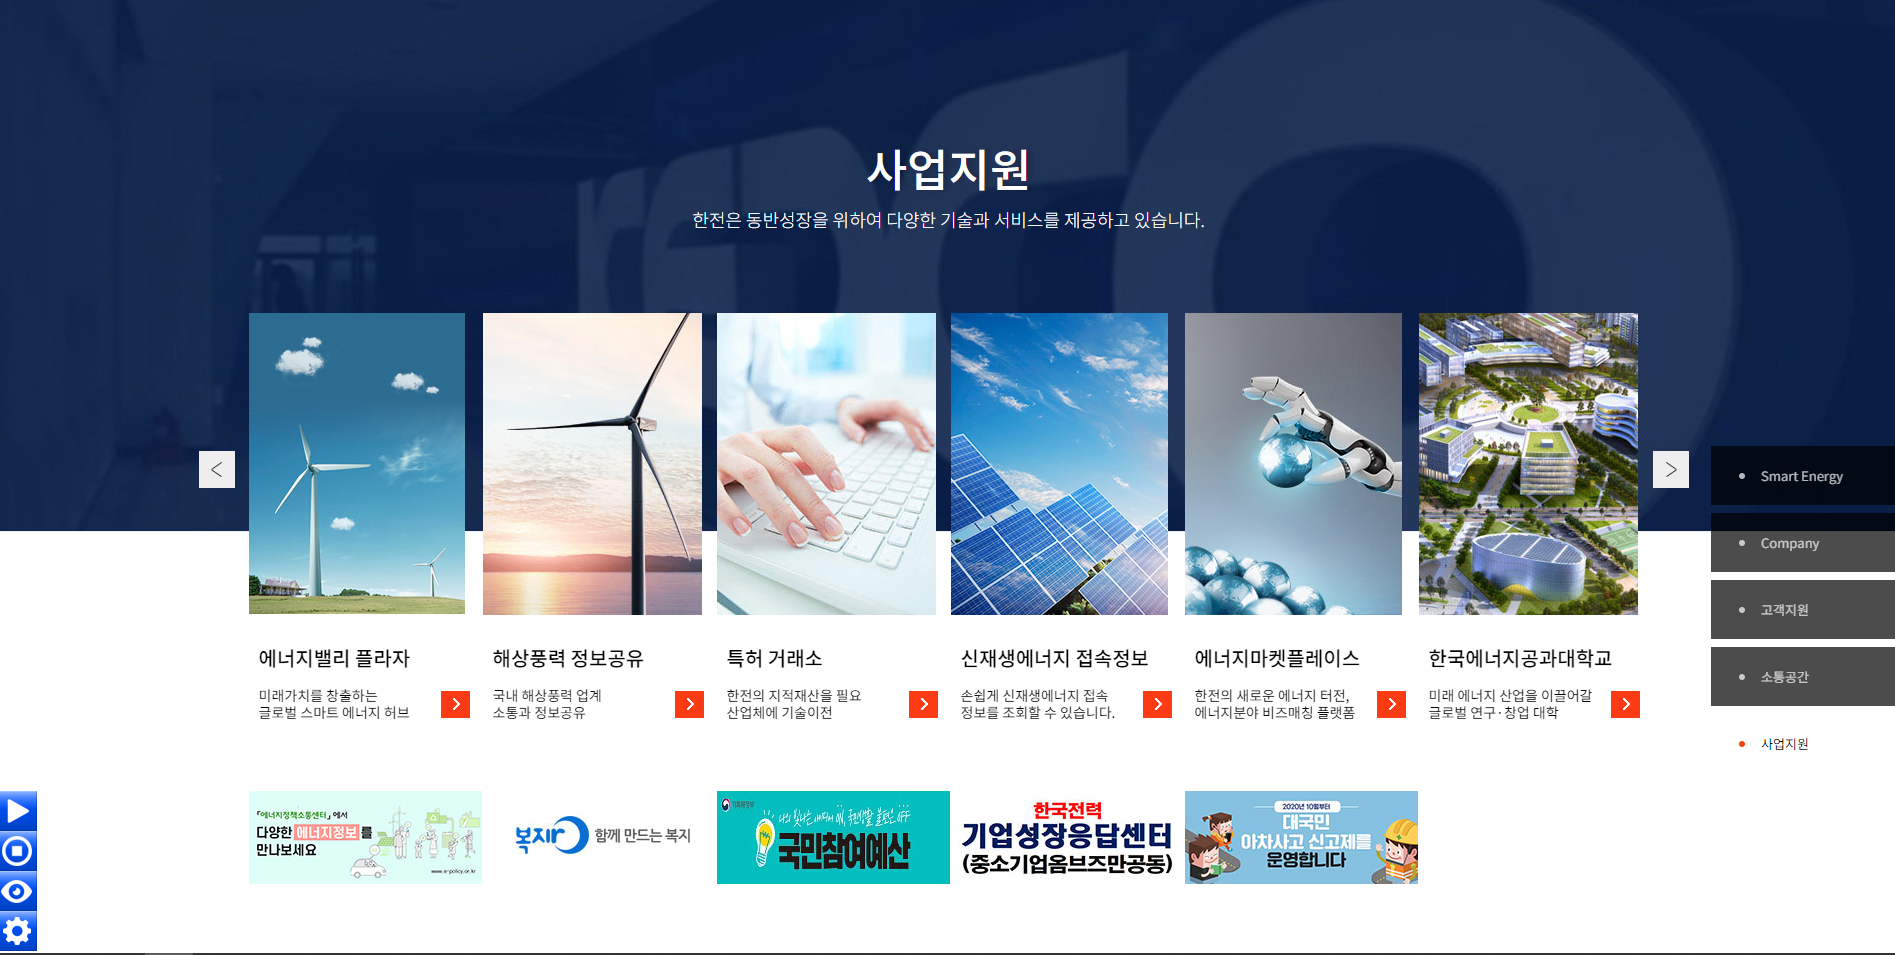 사업지원
한전은 동반성장을 위하여 다양한 기술과 서비스를 제공하고 있습니다.
<
>
에너지밸리 플라자
미래가치를 창출하는
글로벌 스마트 에너지 허브
해상풍력 정보공유
국내 해상풍력 업계
소통과 정보공유
특허 거래소
한전의 지적재산을 필요
산업체에 기술이전
신재생에너지 접속정보
손쉽게 신재생에너지 접속
정보를 조회할 수 있습니다.
에너지마켓플레이스
한전의 새로운 에너지 터전,
에너지분야 비즈매칭 플랫폼
한국에너지공과대학교
미래 에너지 산업을 이끌어갈
글로벌 연구·창업 대학
Smart Energy
Company
고객지원
소통공간
사업지원
「에너지정책소통센터」에서
다양한 에너지정보를
만나보세요
www.e-policy.or.kr
복지로 함께 만드는 복지
기획재정부
국민참여예산
한국전력
기업성장응답센터
(중소기업옴브즈만공동)
2020년 10월부터
대국민
아차사고 신고제를
운영합니다